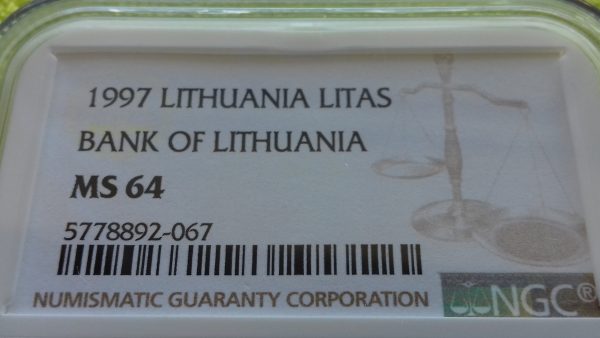 1997 LITHUANIA LITAS
BANK OF LITHUANIA
MS 64
5778892-067
NUMISMATIC GUARANTY CORPORATION
NGC®